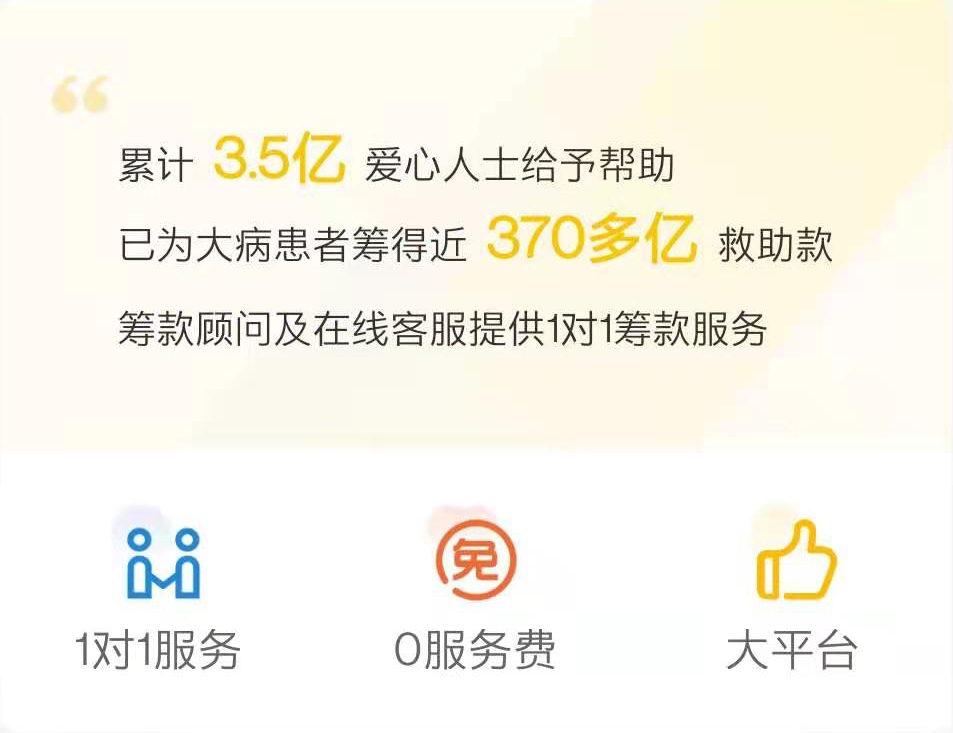 累计 3.5亿 爱心人士给予帮助
已为大病患者筹得近 370多亿 救助款
筹款顾问及在线客服提供1对1筹款服务
免
1对1服务
0服务费
大平台